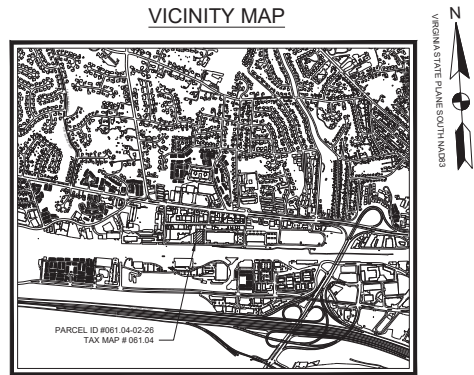 VICINITY MAP
N
VIRGINIA STATE PLANE SOUTH NAD83
PARCEL ID #061.04-02-26
TAX MAP # 061.04